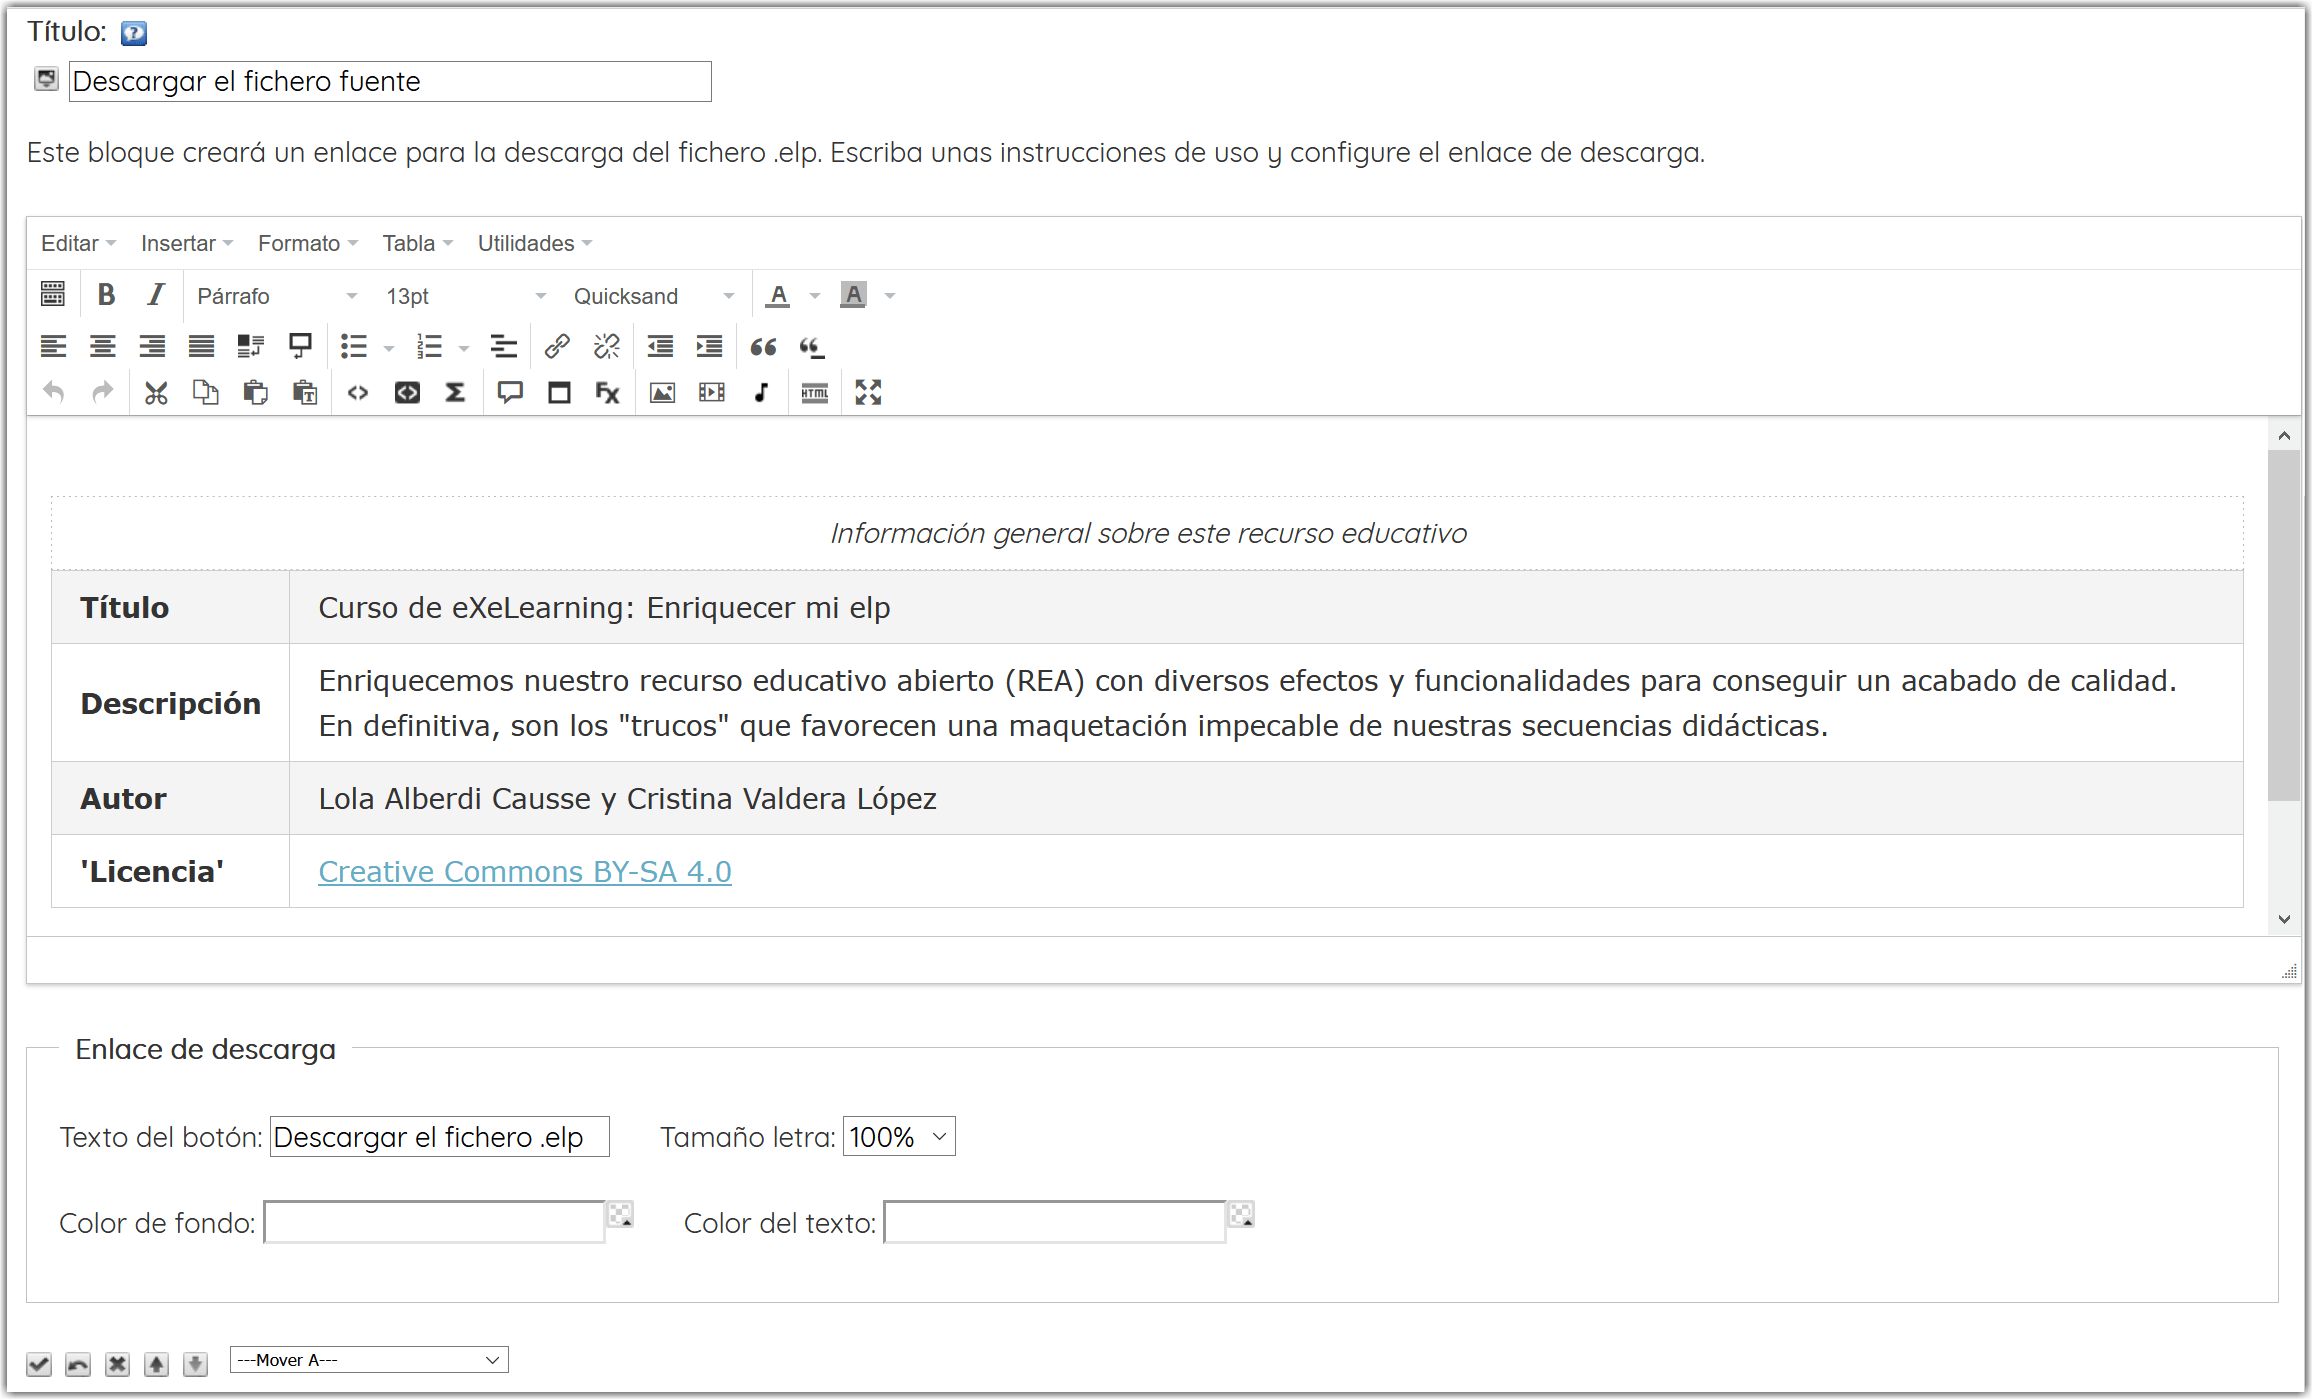 Título:
Descargar el fichero fuente
Este bloque creará un enlace para la descarga del fichero .elp. Escriba unas instrucciones de uso y configure el enlace de descarga.
Editar Insertar Formato Tabla Utilidades
B I Párrafo 13pt Quicksand A A
HTML
Información general sobre este recurso educativo
Título Curso de eXeLearning: Enriquecer mi elp
Descripción Enriquecemos nuestro recurso educativo abierto (REA) con diversos efectos y funcionalidades para conseguir un acabado de calidad.
En definitiva, son los "trucos" que favorecen una maquetación impecable de nuestras secuencias didácticas.
Autor Lola Alberdi Causse y Cristina Valdera López
'Licencia' Creative Commons BY-SA 4.0
Enlace de descarga
Texto del botón: Descargar el fichero .elp Tamaño letra: 100%
Color de fondo: Color del texto:
---Mover A---